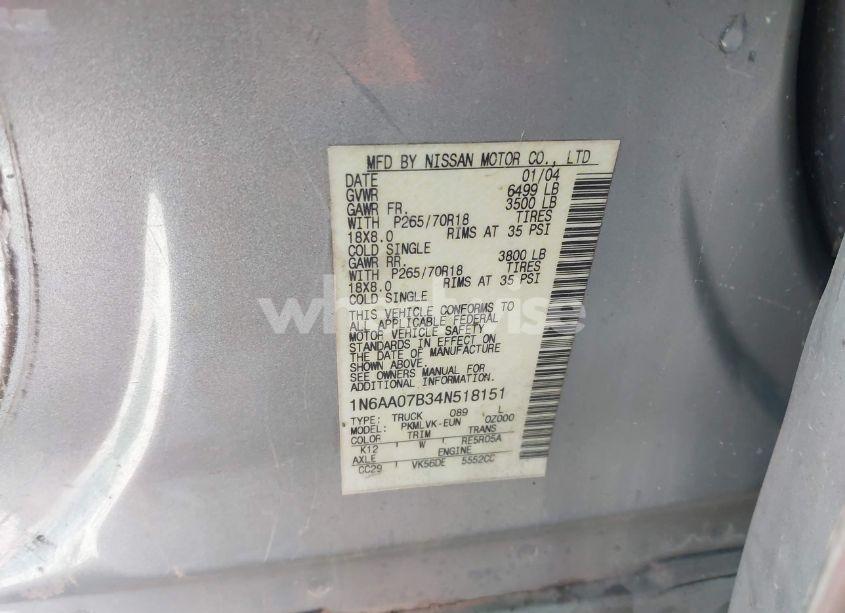 MFD BY NISSAN MOTOR CO., LTD
DATE 01/04
GVWR 6499 LB
GAWR FR. 3500 LB
WITH P265/70R18 TIRES
18X8.0 RIMS AT 35 PSI
COLD SINGLE
GAWR RR. 3800 LB
WITH P265/70R18 TIRES
18X8.0 RIMS AT 35 PSI
COLD SINGLE
THIS VEHICLE CONFORMS TO
ALL APPLICABLE FEDERAL
MOTOR VEHICLE SAFETY
STANDARDS IN EFFECT ON
THE DATE OF MANUFACTURE
SHOWN ABOVE.
SEE OWNERS MANUAL FOR
ADDITIONAL INFORMATION
1N6AA07B34N518151
TYPE: TRUCK 089 L
MODEL: PKMLVK-EUN 0Z000
COLOR TRIM TRANS
K12 W RE5R05A
AXLE ENGINE
CC29 VK56DE 5552CC